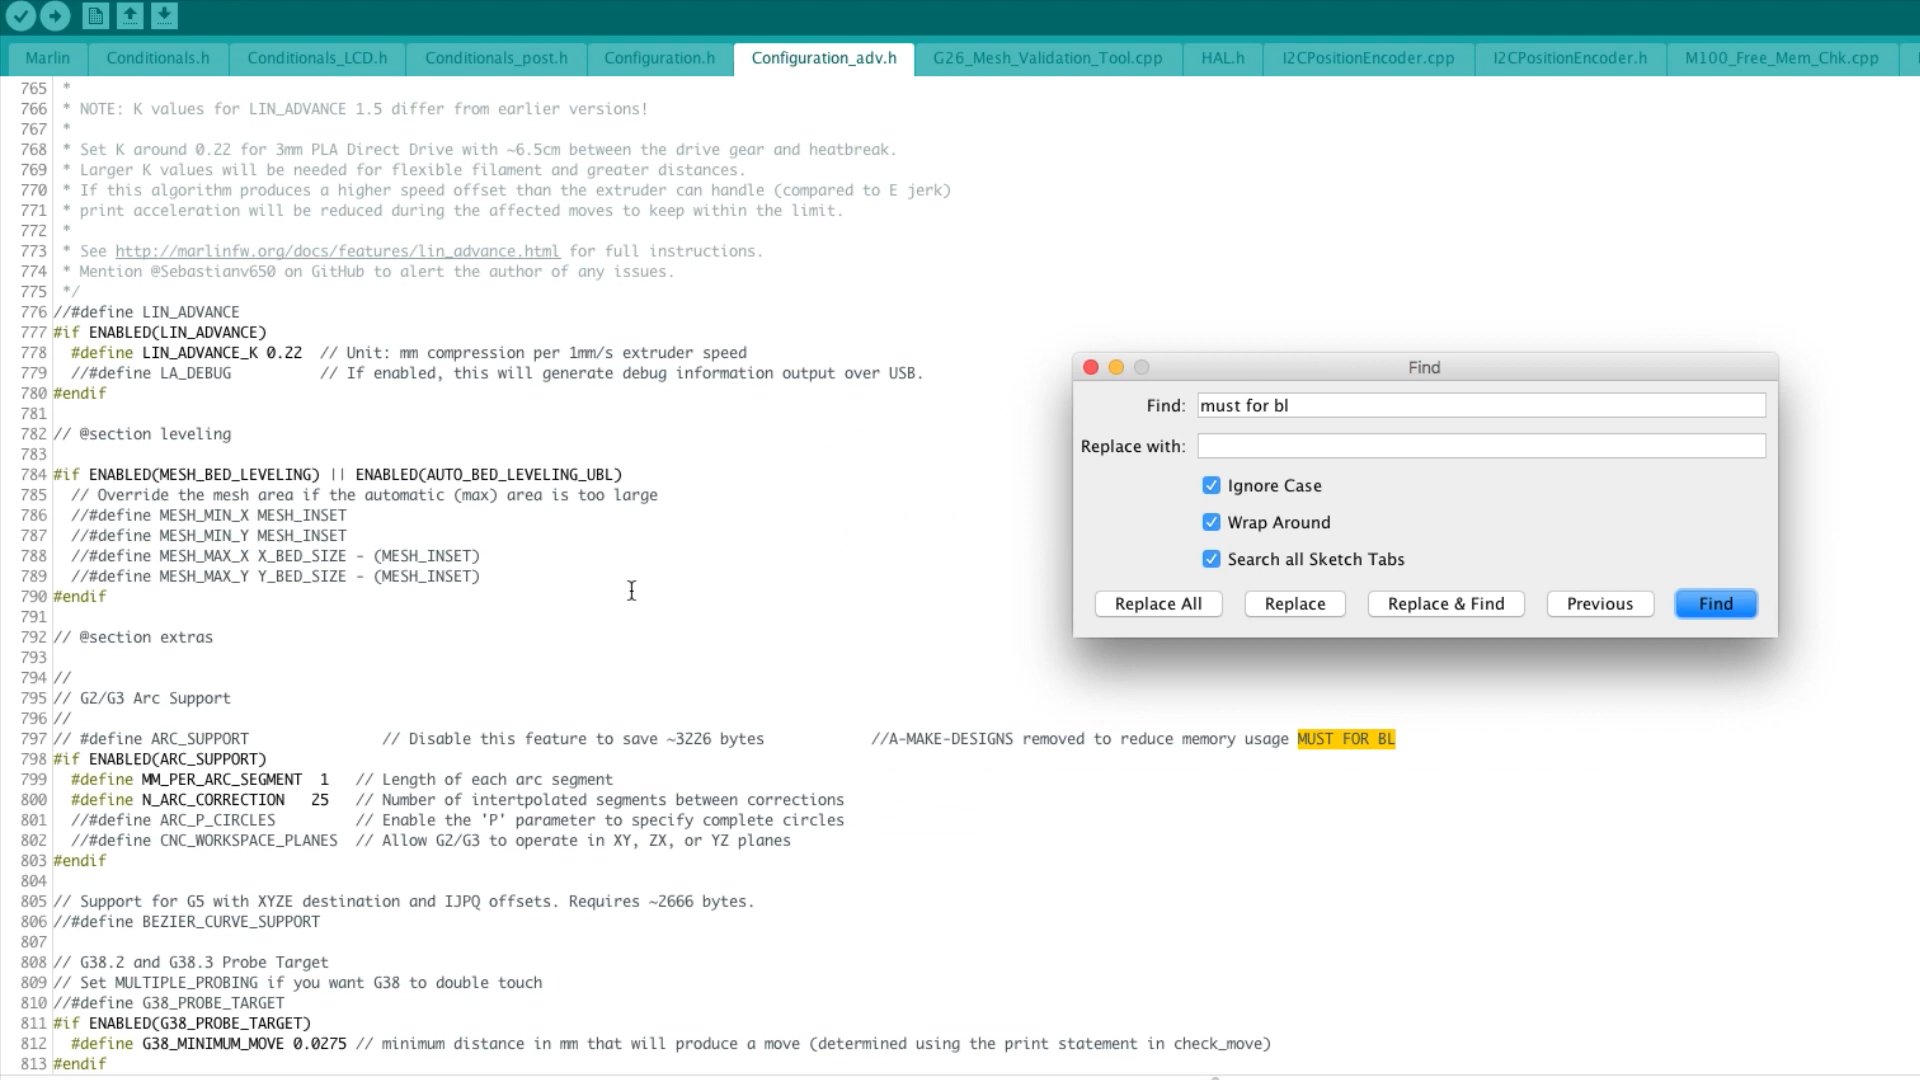 Marlin Conditionals.h Conditionals_LCD.h Conditionals_post.h Configuration.h Configuration_adv.h G26_Mesh_Validation_Tool.cpp HAL.h I2CPositionEncoder.cpp I2CPositionEncoder.h M100_Free_Mem_Chk.cpp
765 *
766 * NOTE: K values for LIN_ADVANCE 1.5 differ from earlier versions!
767 *
768 * Set K around 0.22 for 3mm PLA Direct Drive with ~6.5cm between the drive gear and heatbreak.
769 * Larger K values will be needed for flexible filament and greater distances.
770 * If this algorithm produces a higher speed offset than the extruder can handle (compared to E jerk)
771 * print acceleration will be reduced during the affected moves to keep within the limit.
772 *
773 * See http://marlinfw.org/docs/features/lin_advance.html for full instructions.
774 * Mention @Sebastianv650 on GitHub to alert the author of any issues.
775 */
776 //#define LIN_ADVANCE
777 #if ENABLED(LIN_ADVANCE)
778 #define LIN_ADVANCE_K 0.22 // Unit: mm compression per 1mm/s extruder speed
779 //#define LA_DEBUG // If enabled, this will generate debug information output over USB.
780 #endif
781
782 // @section leveling
783
784 #if ENABLED(MESH_BED_LEVELING) || ENABLED(AUTO_BED_LEVELING_UBL)
785 // Override the mesh area if the automatic (max) area is too large
786 //#define MESH_MIN_X MESH_INSET
787 //#define MESH_MIN_Y MESH_INSET
788 //#define MESH_MAX_X X_BED_SIZE - (MESH_INSET)
789 //#define MESH_MAX_Y Y_BED_SIZE - (MESH_INSET)
790 #endif
791
792 // @section extras
793
794 //
795 // G2/G3 Arc Support
796 //
797 // #define ARC_SUPPORT // Disable this feature to save ~3226 bytes //A-MAKE-DESIGNS removed to reduce memory usage MUST FOR BL
798 #if ENABLED(ARC_SUPPORT)
799 #define MM_PER_ARC_SEGMENT 1 // Length of each arc segment
800 #define N_ARC_CORRECTION 25 // Number of intertpolated segments between corrections
801 //#define ARC_P_CIRCLES // Enable the 'P' parameter to specify complete circles
802 //#define CNC_WORKSPACE_PLANES // Allow G2/G3 to operate in XY, ZX, or YZ planes
803 #endif
804
805 // Support for G5 with XYZE destination and IJPQ offsets. Requires ~2666 bytes.
806 //#define BEZIER_CURVE_SUPPORT
807
808 // G38.2 and G38.3 Probe Target
809 // Set MULTIPLE_PROBING if you want G38 to double touch
810 //#define G38_PROBE_TARGET
811 #if ENABLED(G38_PROBE_TARGET)
812 #define G38_MINIMUM_MOVE 0.0275 // minimum distance in mm that will produce a move (determined using the print statement in check_move)
813 #endif
Find
Find: must for bl
Replace with:
Ignore Case
Wrap Around
Search all Sketch Tabs
Replace All Replace Replace & Find Previous Find